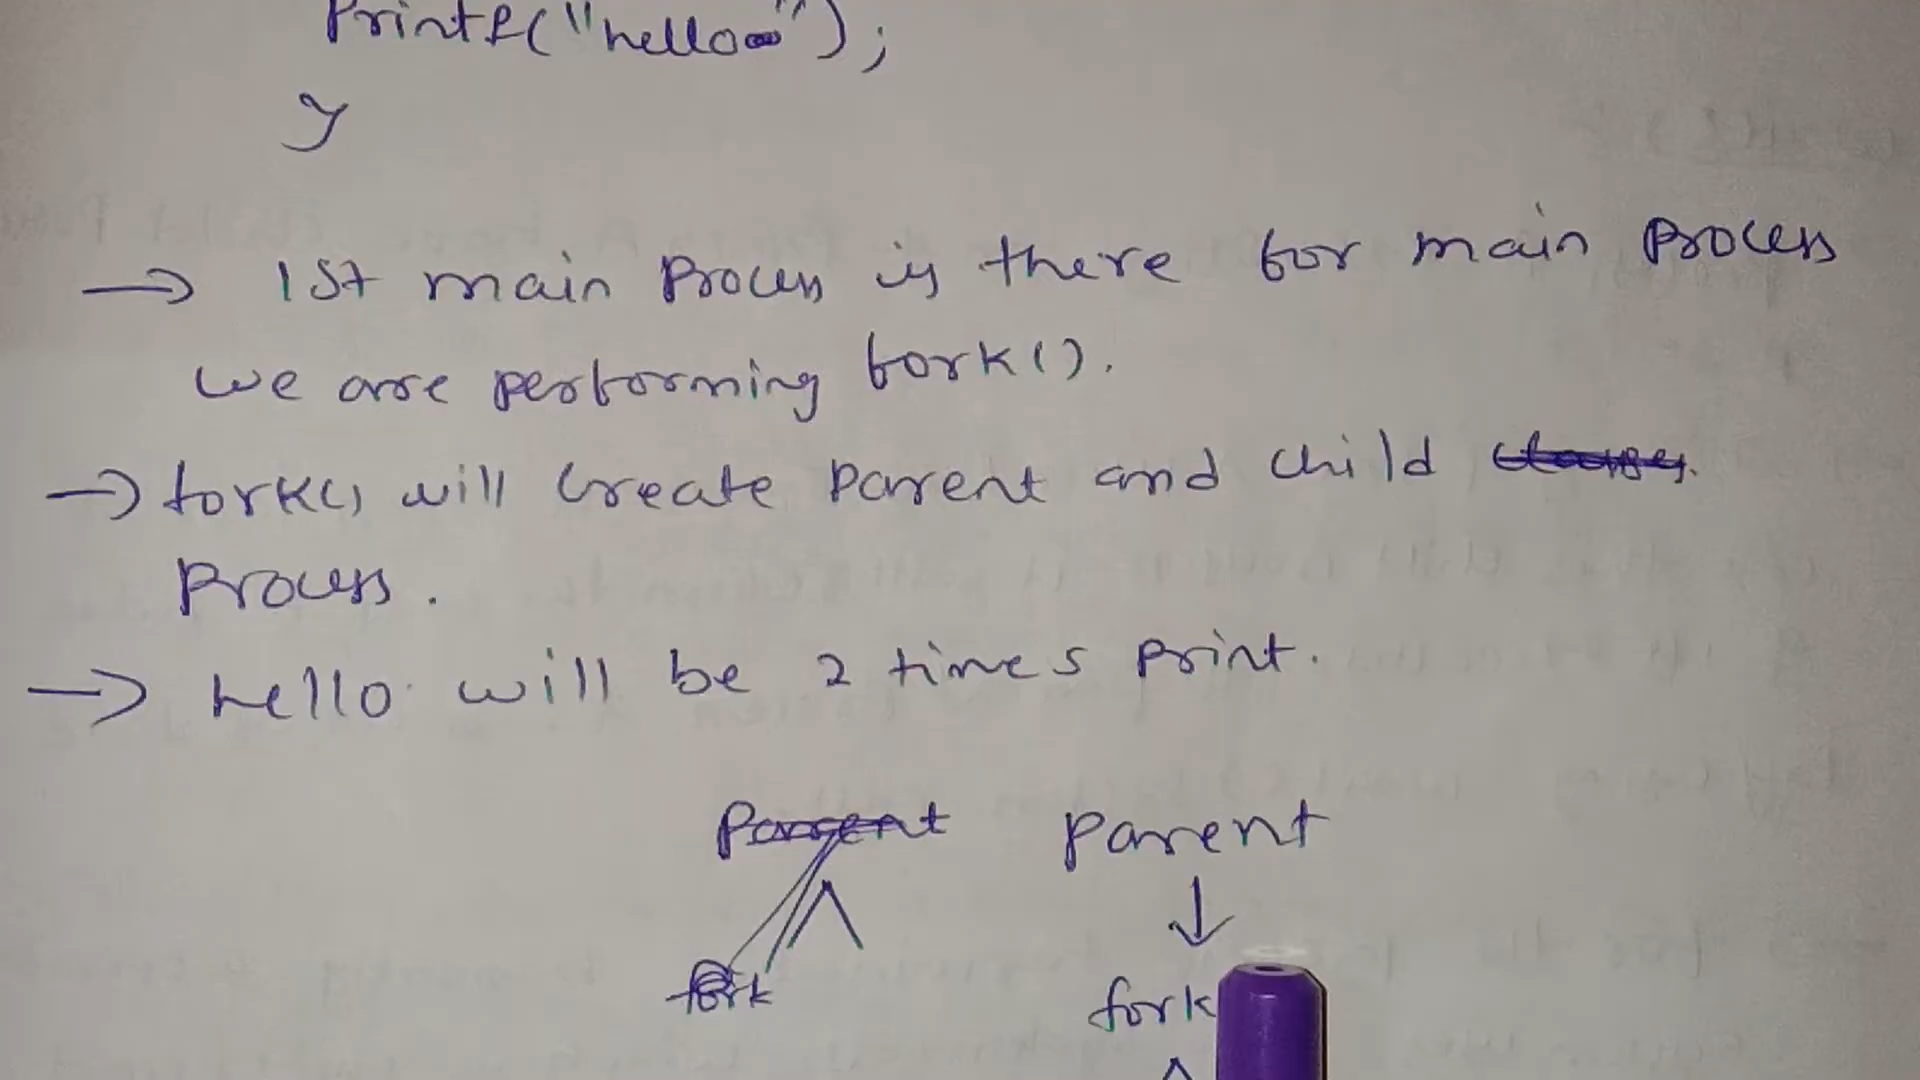 Printf("hello");
}
→ 1st main process is there for main process
we are performing fork().
→ fork() will create parent and child
process.
→ hello will be 2 times print.
Parent parent
↓
fork fork